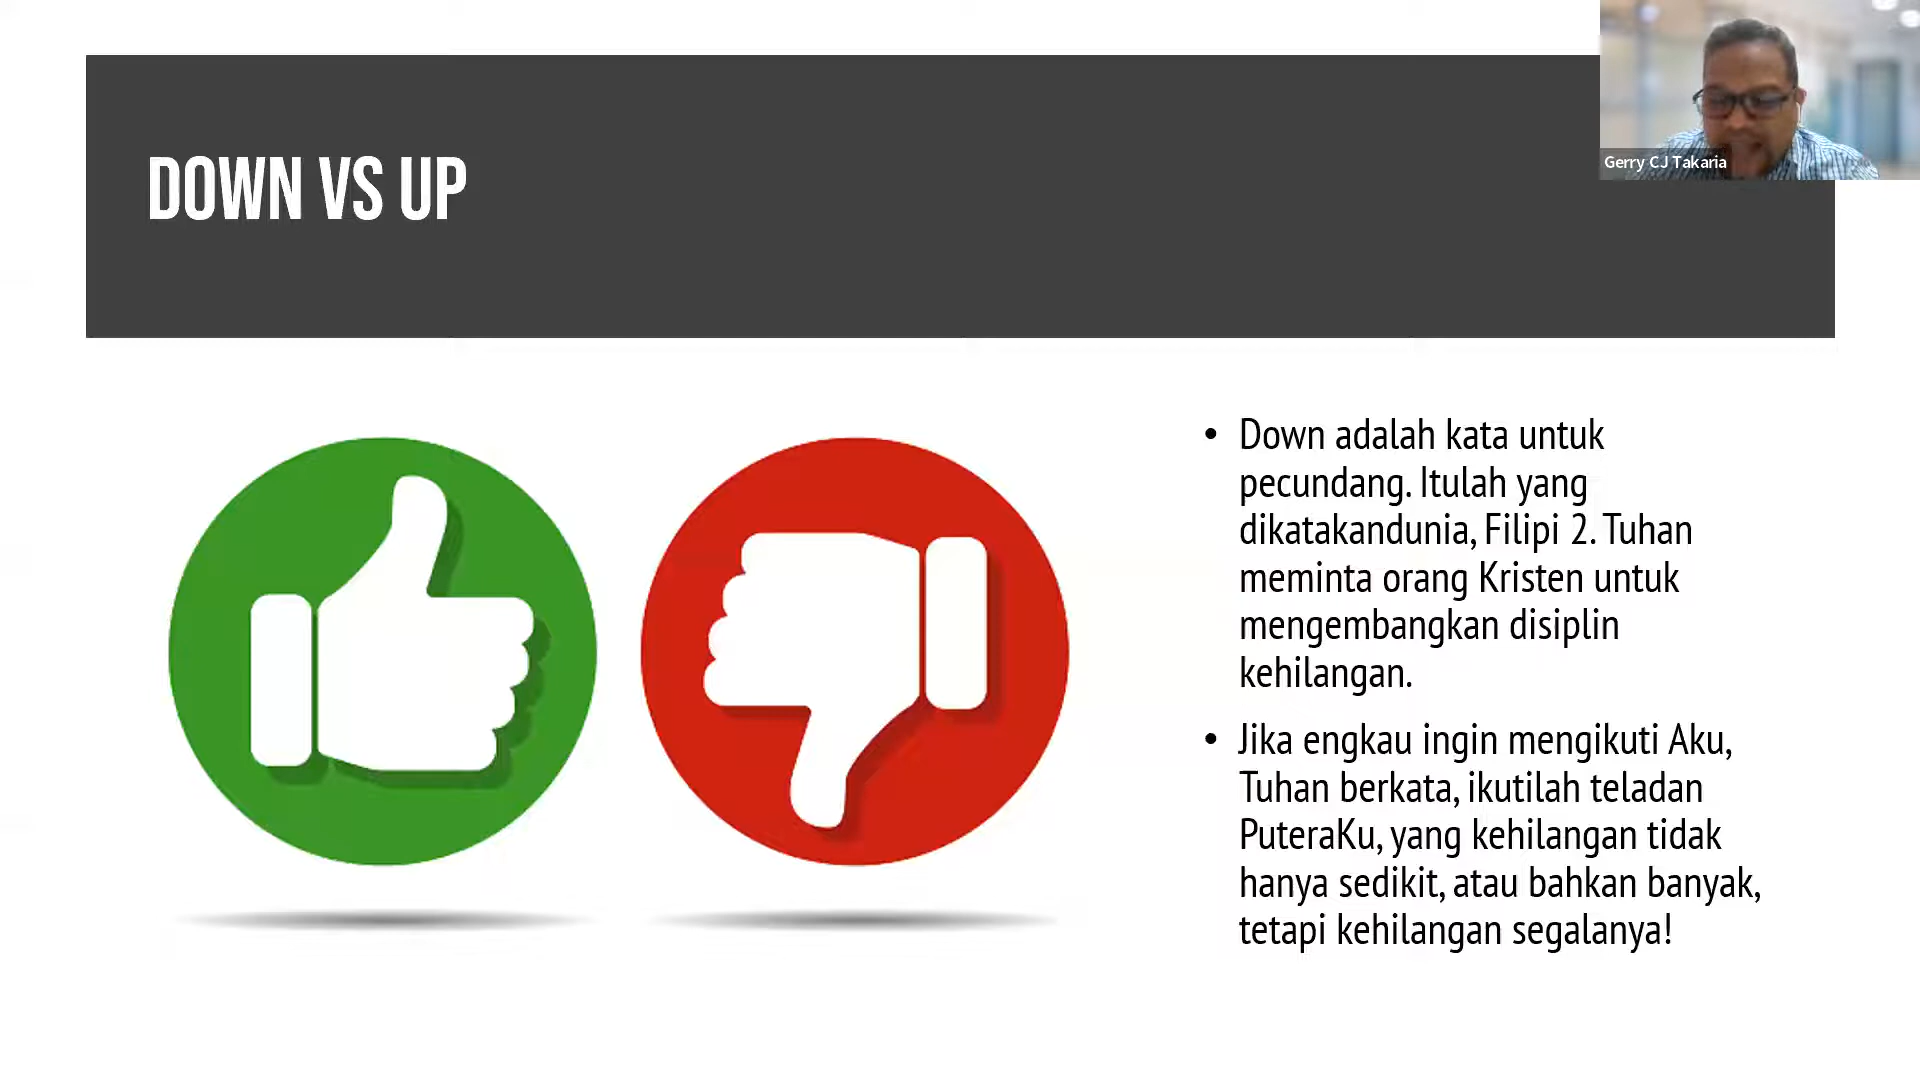 DOWN VS UP
Gerry CJ Takaria
• Down adalah kata untuk
pecundang. Itulah yang
dikatakandunia, Filipi 2. Tuhan
meminta orang Kristen untuk
mengembangkan disiplin
kehilangan.
• Jika engkau ingin mengikuti Aku,
Tuhan berkata, ikutilah teladan
PuteraKu, yang kehilangan tidak
hanya sedikit, atau bahkan banyak,
tetapi kehilangan segalanya!